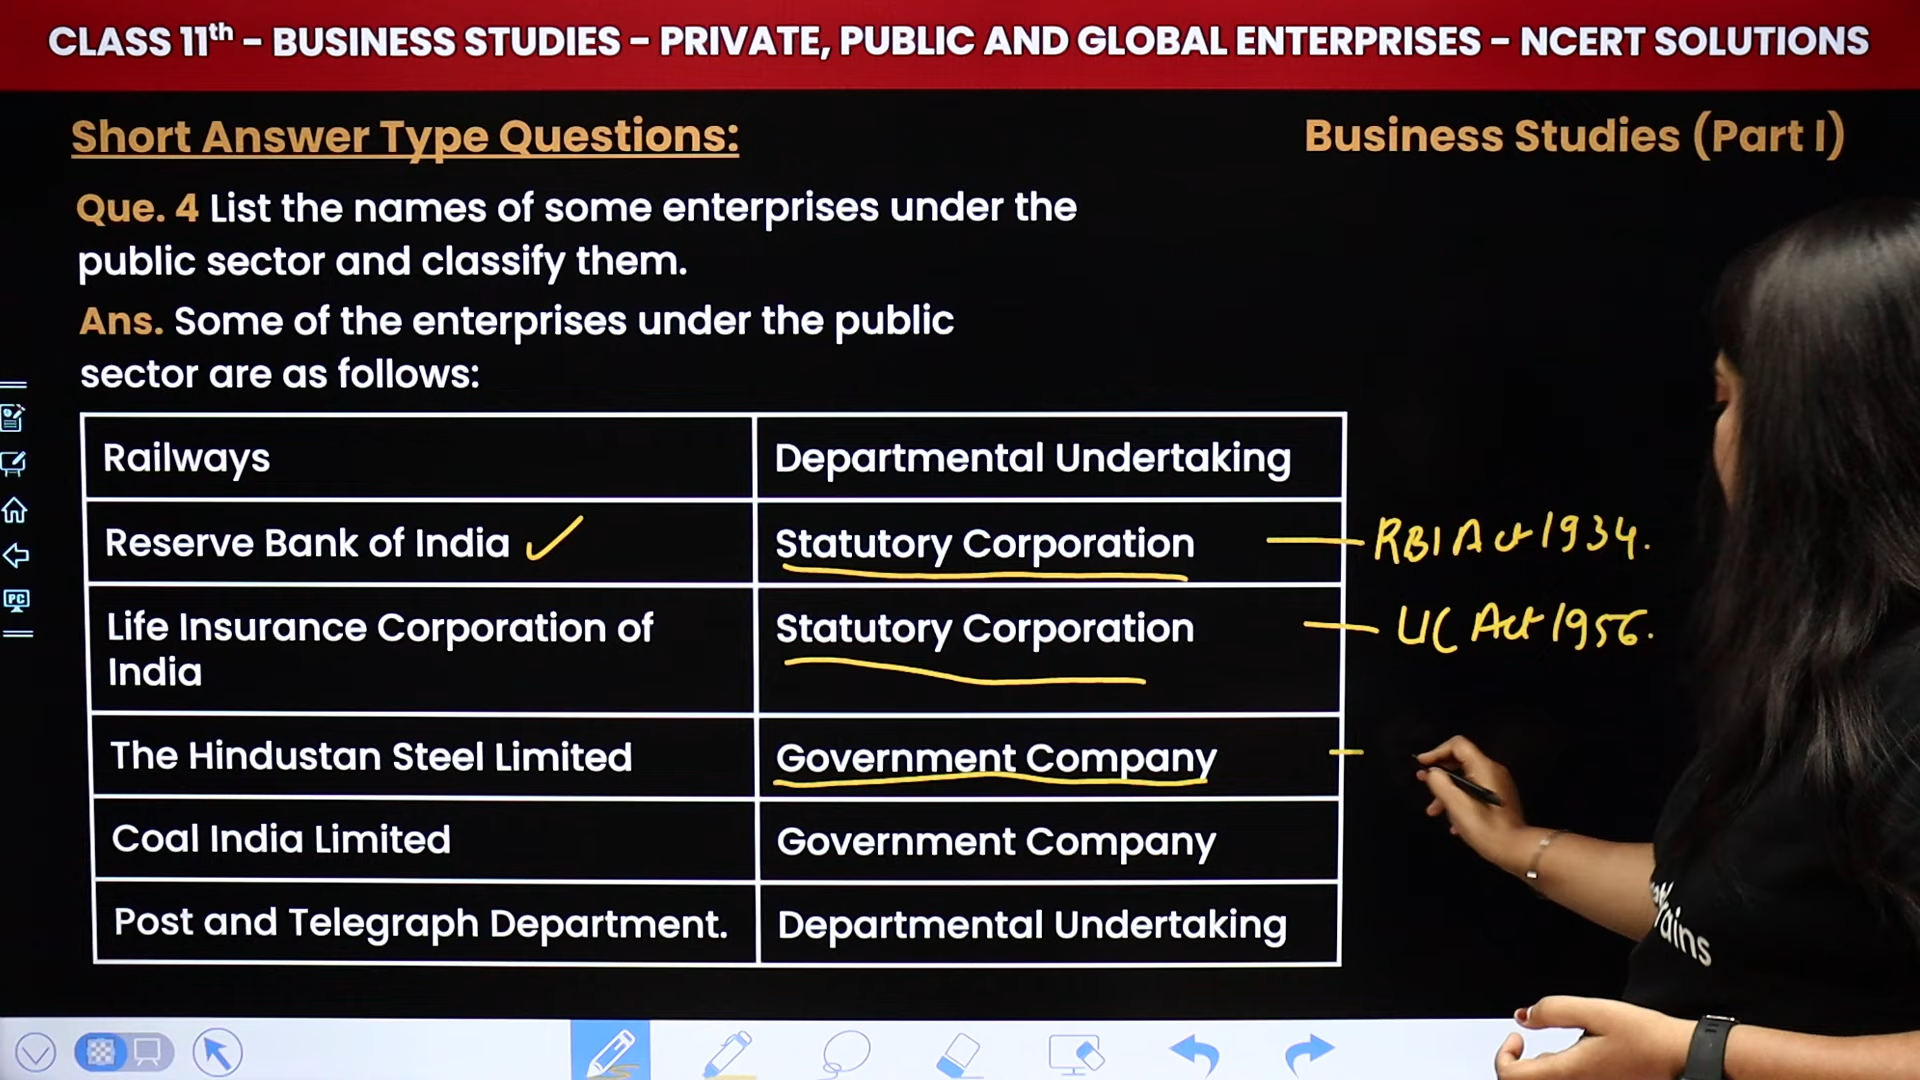 CLASS 11th - BUSINESS STUDIES - PRIVATE, PUBLIC AND GLOBAL ENTERPRISES - NCERT SOLUTIONS
Short Answer Type Questions:
Business Studies (Part I)
Que. 4 List the names of some enterprises under the
public sector and classify them.
Ans. Some of the enterprises under the public
sector are as follows:
Railways
Departmental Undertaking
Reserve Bank of India
Statutory Corporation
RBI Act 1934.
Life Insurance Corporation of
India
Statutory Corporation
LIC Act 1956.
The Hindustan Steel Limited
Government Company
Coal India Limited
Government Company
Post and Telegraph Department.
Departmental Undertaking
PC